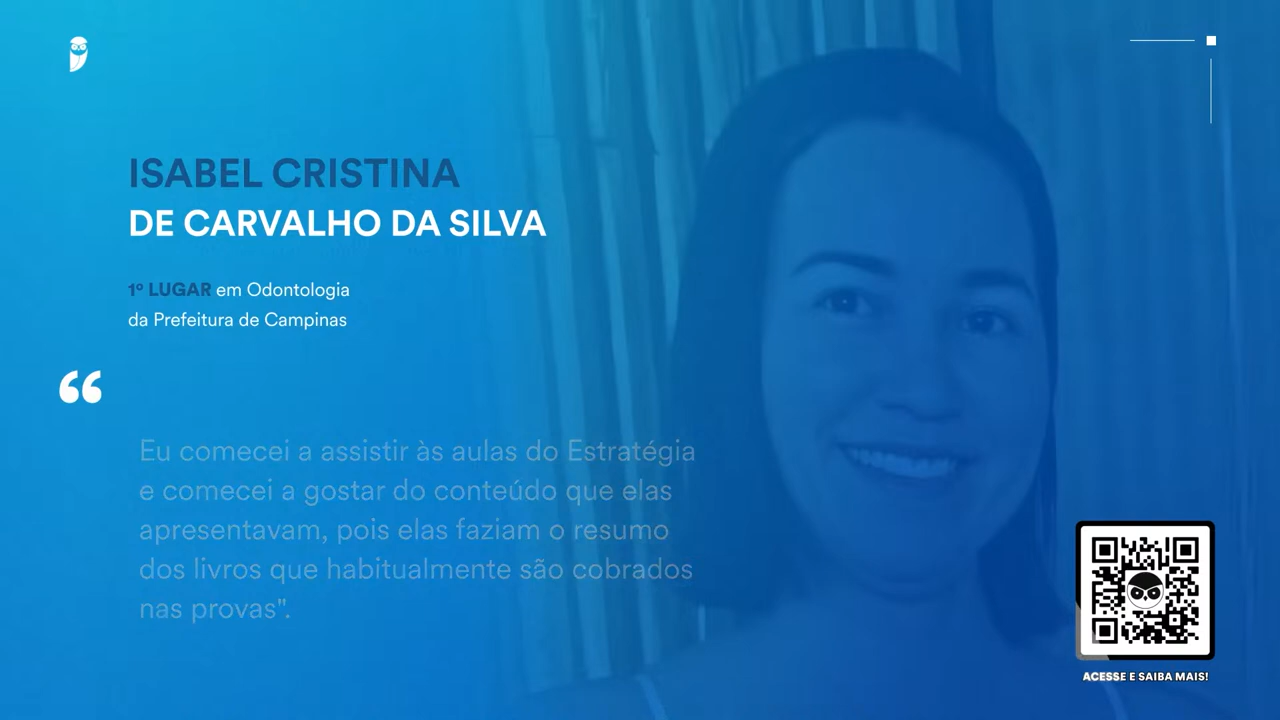 ISABEL CRISTINA
DE CARVALHO DA SILVA
1º LUGAR em Odontologia
da Prefeitura de Campinas
“
Eu comecei a assistir às aulas do Estratégia
e comecei a gostar do conteúdo que elas
apresentavam, pois elas faziam o resumo
dos livros que habitualmente são cobrados
nas provas".
ACESSE E SAIBA MAIS!